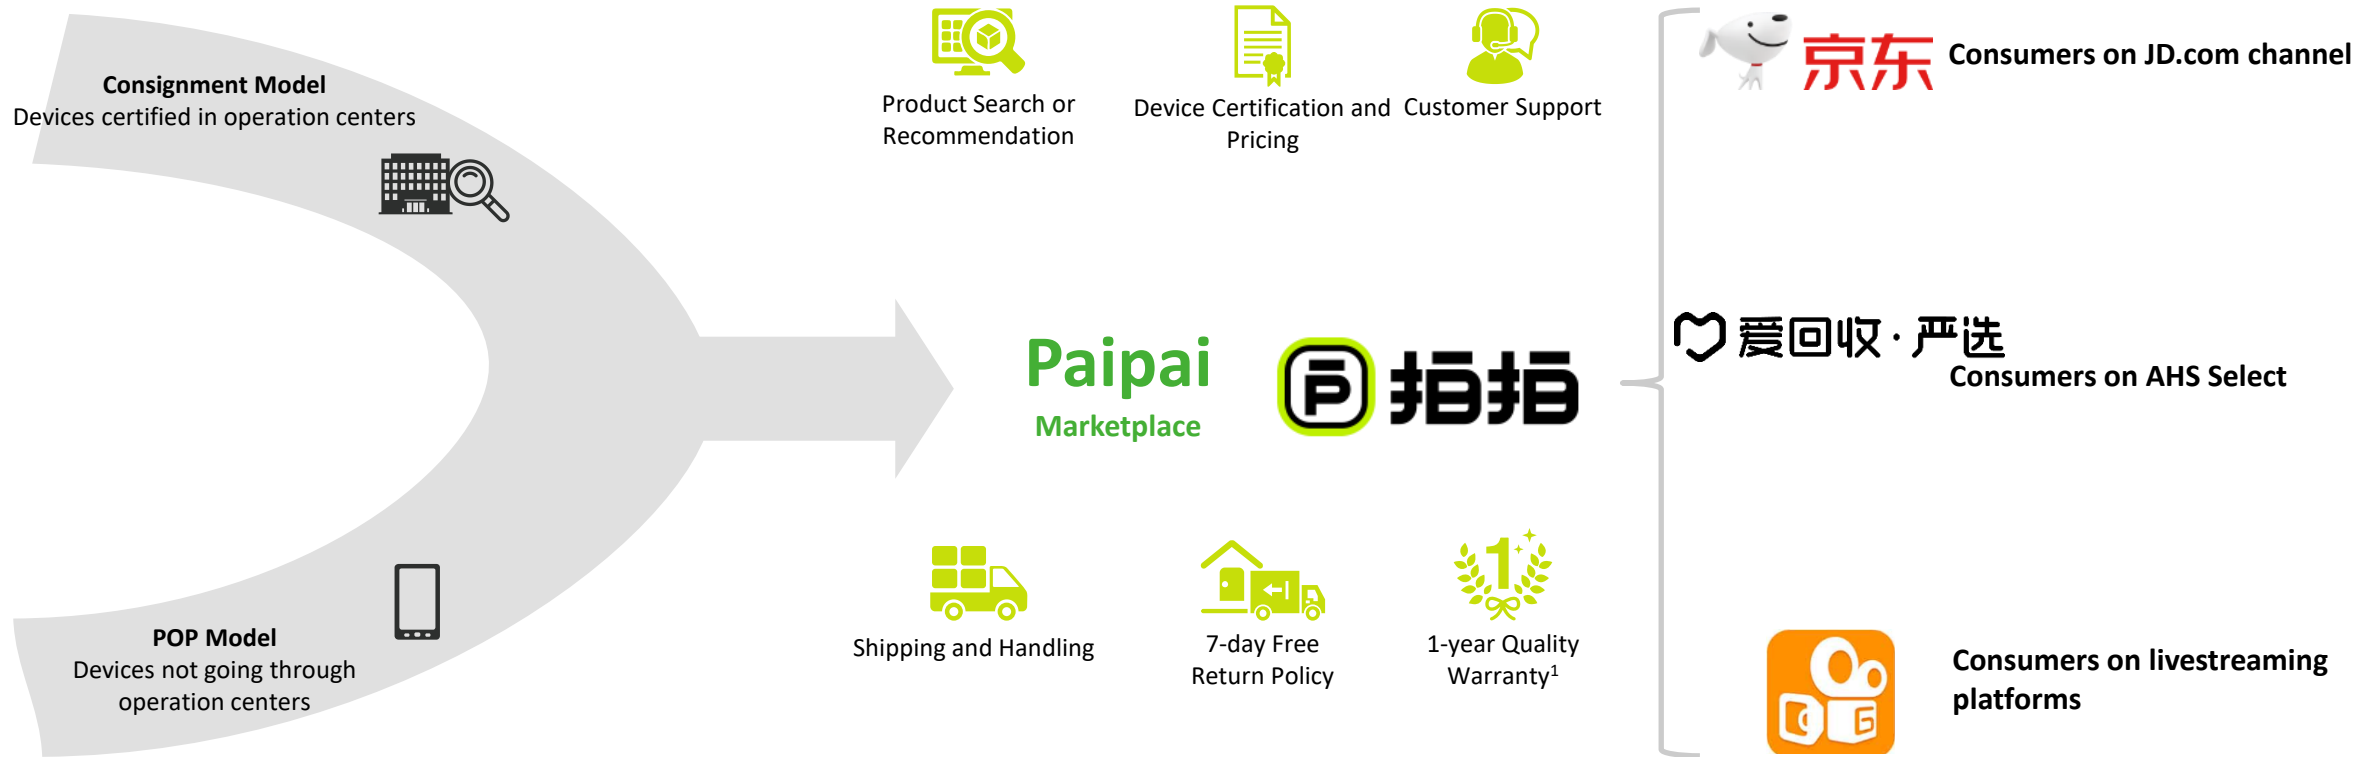 Consignment Model
Devices certified in operation centers
POP Model
Devices not going through
operation centers
Product Search or
Recommendation
Device Certification and
Pricing
Customer Support
Paipai
Marketplace
P 拍拍
Shipping and Handling
7-day Free
Return Policy
1
1-year Quality
Warranty¹
京东
Consumers on JD.com channel
爱回收·严选
Consumers on AHS Select
Consumers on livestreaming
platforms